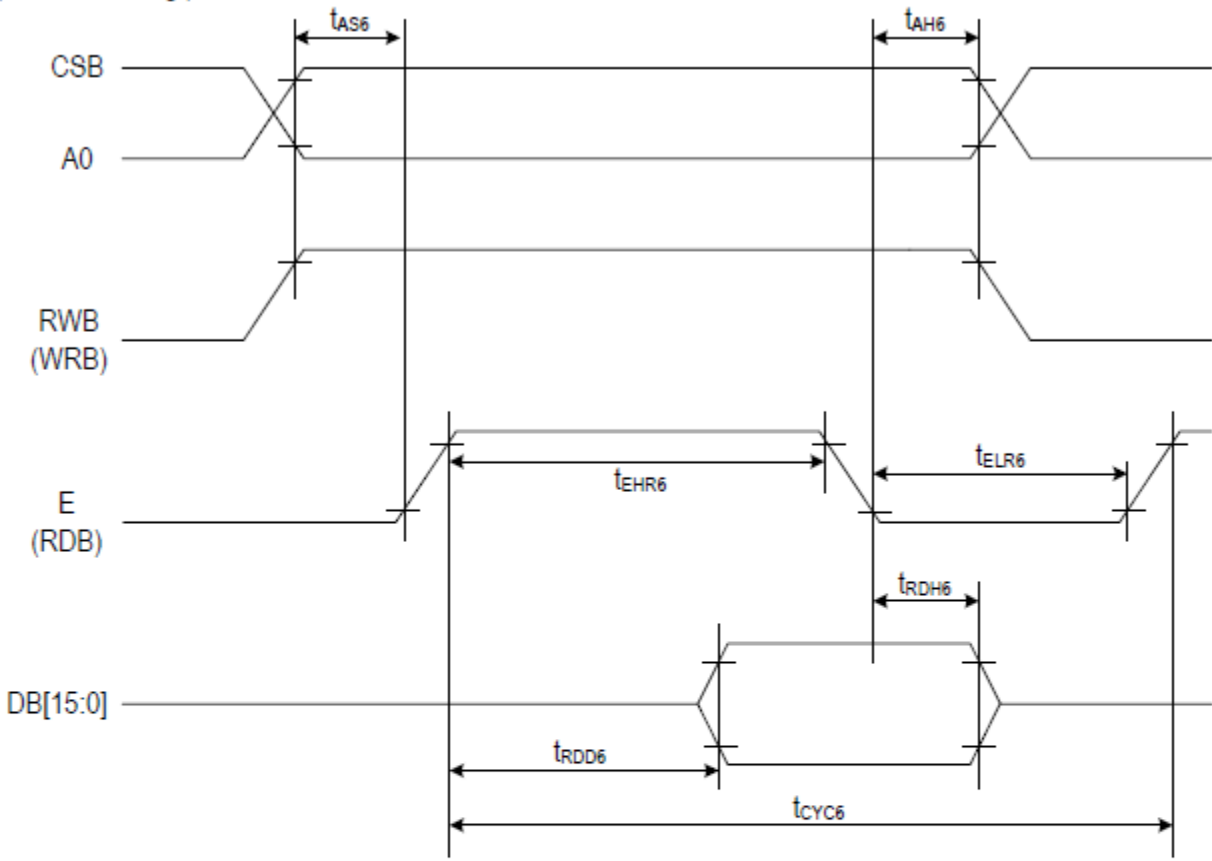 tAS6
tAH6
CSB
A0
RWB
(WRB)
tELR6
tEHR6
E
(RDB)
tRDH6
DB[15:0]
tRDD6
tCYC6